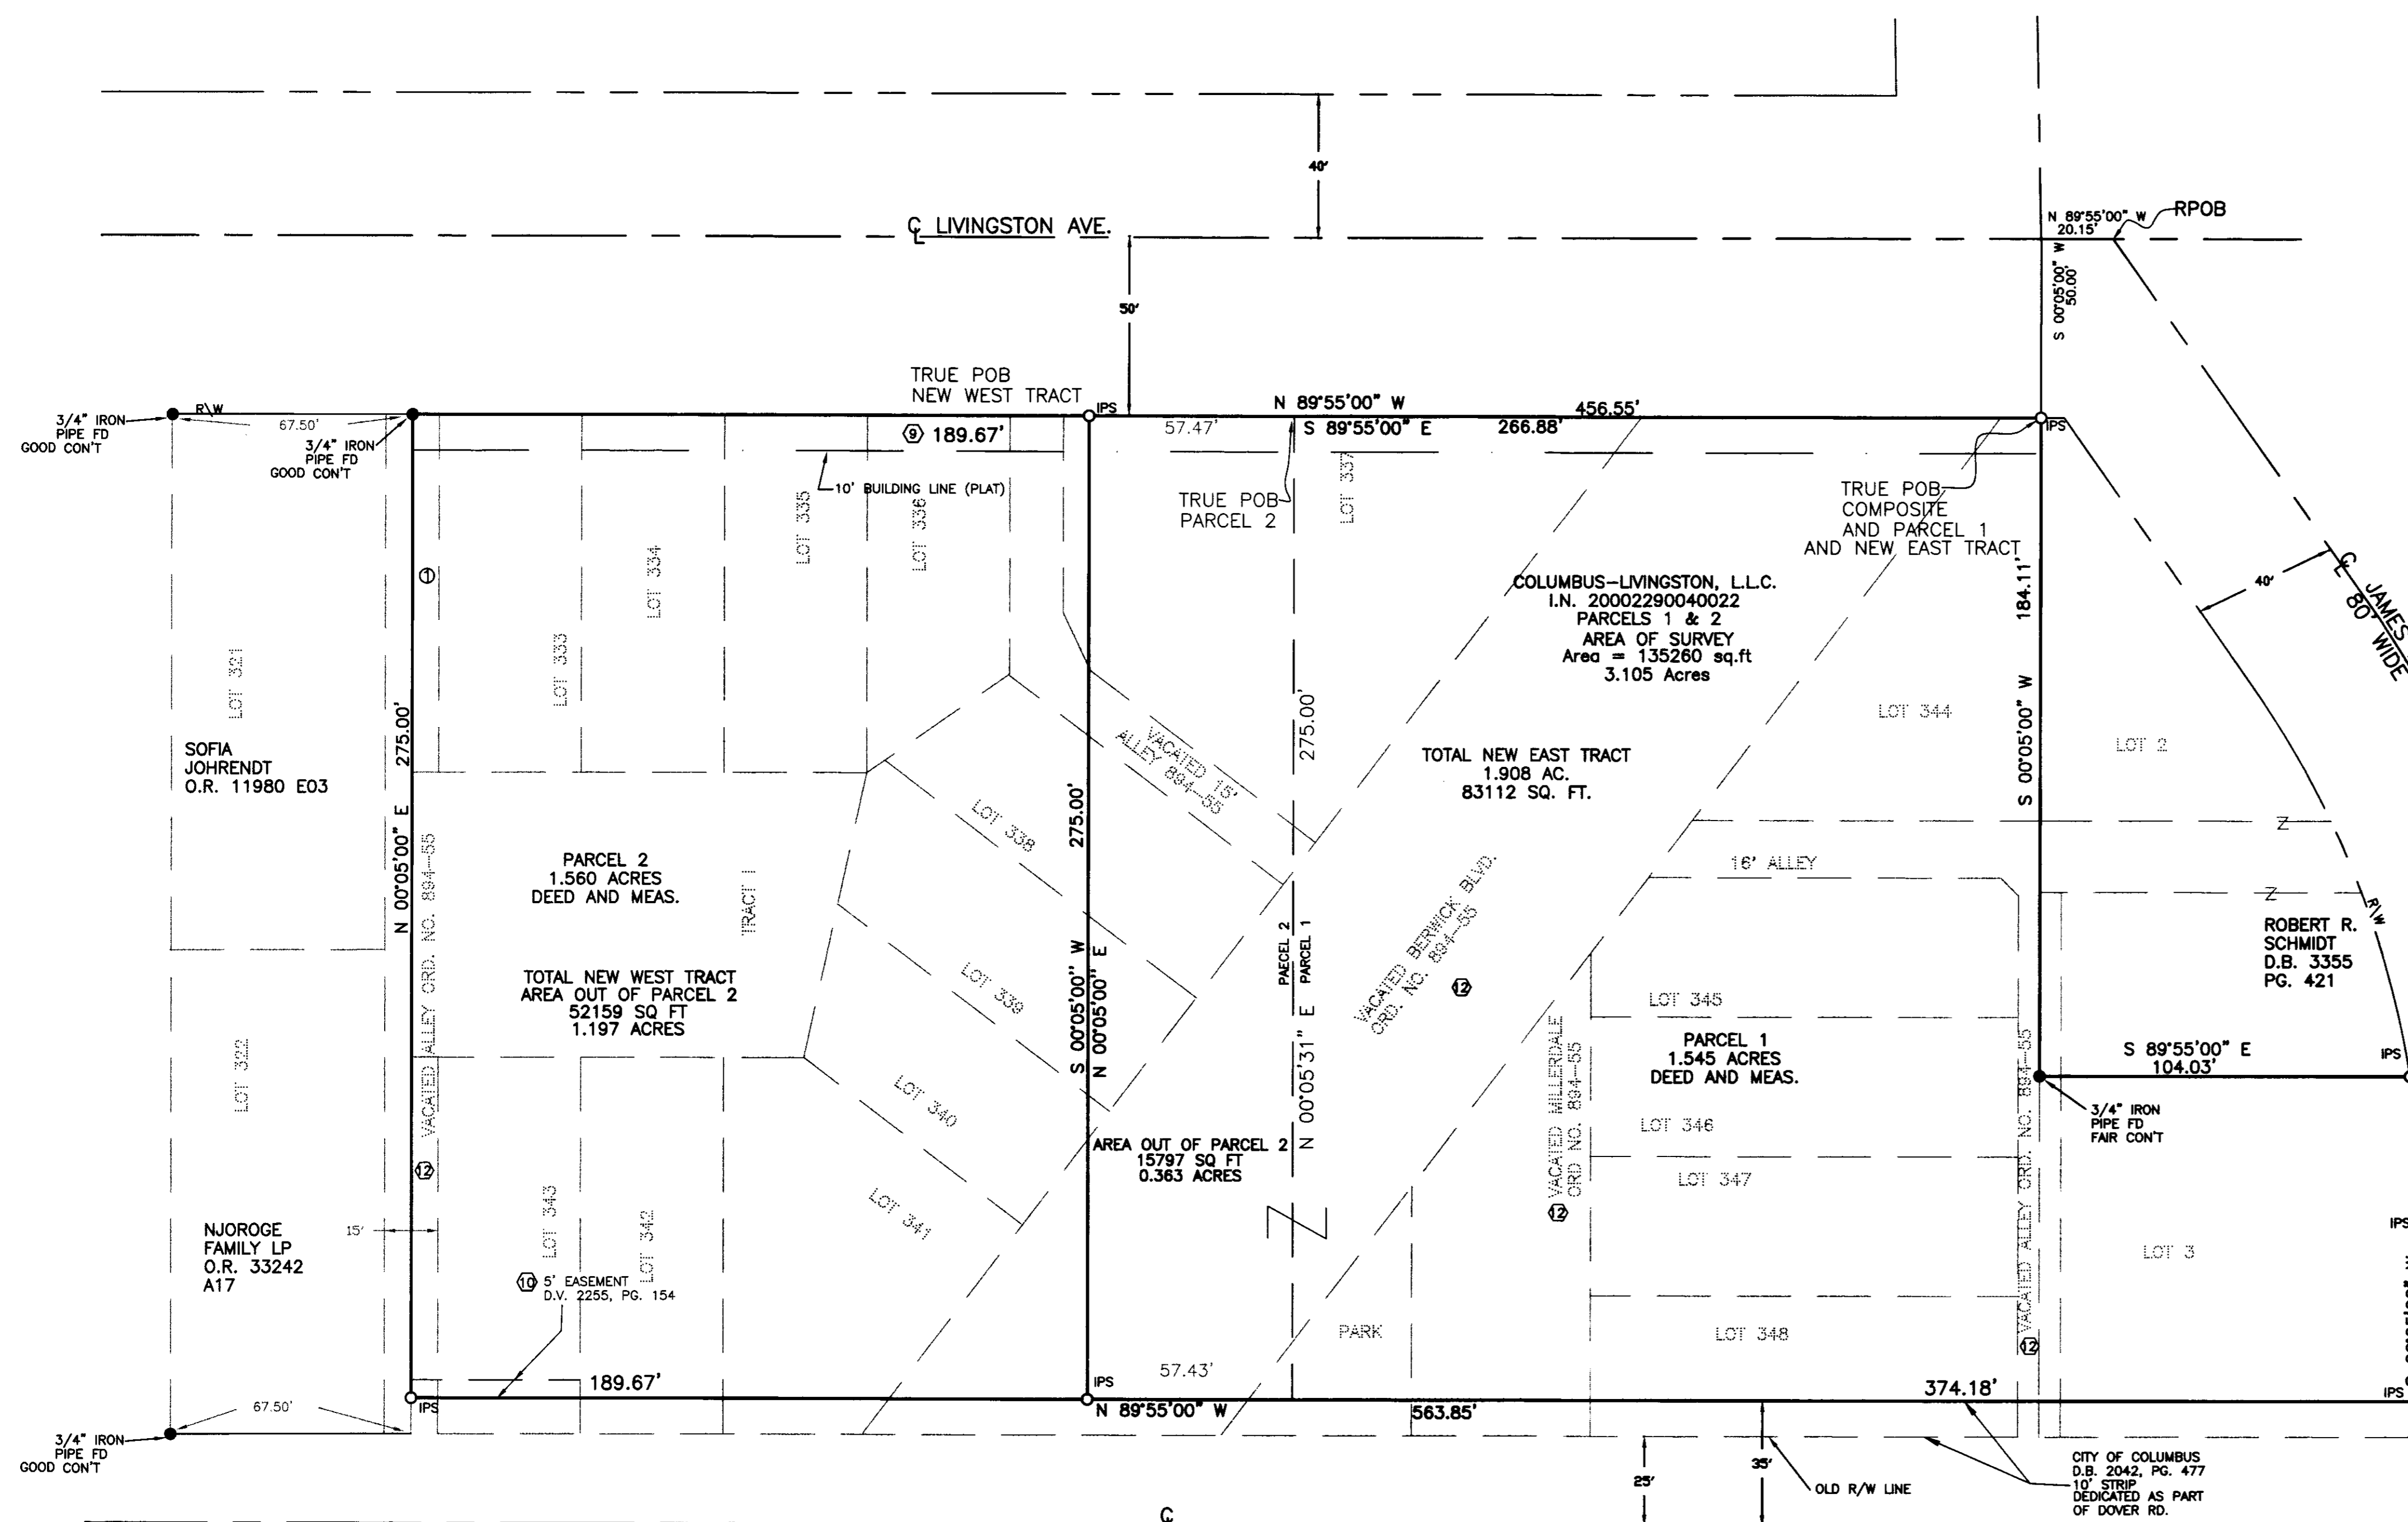 40'
℄ LIVINGSTON AVE.
N 89°55'00" W
20.15'
RPOB
S 00°05'00" W
50.00'
50'
TRUE POB
NEW WEST TRACT
IPS
N 89°55'00" W
456.55'
57.47'
S 89°55'00" E
266.88'
IPS
3/4" IRON
PIPE FD
GOOD CON'T
R\W
67.50'
3/4" IRON
PIPE FD
GOOD CON'T
9 189.67'
10' BUILDING LINE (PLAT)
TRUE POB
PARCEL 2
TRUE POB
COMPOSITE
AND PARCEL 1
AND NEW EAST TRACT
LOT 321
LOT 333
LOT 334
LOT 335
LOT 336
LOT 337
1
COLUMBUS-LIVINGSTON, L.L.C.
I.N. 20002290040022
PARCELS 1 & 2
AREA OF SURVEY
Area = 135260 sq.ft
3.105 Acres
184.11'
S 00°05'00" W
40'
℄ JAMES
80' WIDE
LOT 344
LOT 2
SOFIA
JOHRENDT
O.R. 11980 E03
275.00'
N 00°05'00" E
VACATED 15'
ALLEY 894-55
275.00'
TOTAL NEW EAST TRACT
1.908 AC.
83112 SQ. FT.
LOT 338
275.00'
S 00°05'00" W
N 00°05'00" E
PARCEL 2
1.560 ACRES
DEED AND MEAS.
TRACT I
16' ALLEY
Z
Z
R\W
VACATED ALLEY ORD. NO. 894-55
PAECEL 2
PARCEL 1
VACATED BERWICK BLVD.
ORD. NO. 894-55
12
ROBERT R.
SCHMIDT
D.B. 3355
PG. 421
TOTAL NEW WEST TRACT
AREA OUT OF PARCEL 2
52159 SQ FT
1.197 ACRES
LOT 339
N 00°05'31" E
LOT 345
PARCEL 1
1.545 ACRES
DEED AND MEAS.
S 89°55'00" E
104.03'
IPS
LOT 322
LOT 340
VACATED MILLERDALE
ORD NO. 894-55
12
LOT 346
VACATED ALLEY ORD. NO. 894-55
3/4" IRON
PIPE FD
FAIR CON'T
AREA OUT OF PARCEL 2
15797 SQ FT
0.363 ACRES
12
LOT 347
LOT 341
LOT 343
LOT 342
Z
NJOROGE
FAMILY LP
O.R. 33242
A17
15'
IPS
LOT 3
10 5' EASEMENT
D.V. 2255, PG. 154
PARK
LOT 348
12
57.43'
189.67'
IPS
374.18'
IPS
IPS
67.50'
N 89°55'00" W
563.85'
3/4" IRON
PIPE FD
GOOD CON'T
25'
35'
OLD R/W LINE
CITY OF COLUMBUS
D.B. 2042, PG. 477
10' STRIP
DEDICATED AS PART
OF DOVER RD.
℄